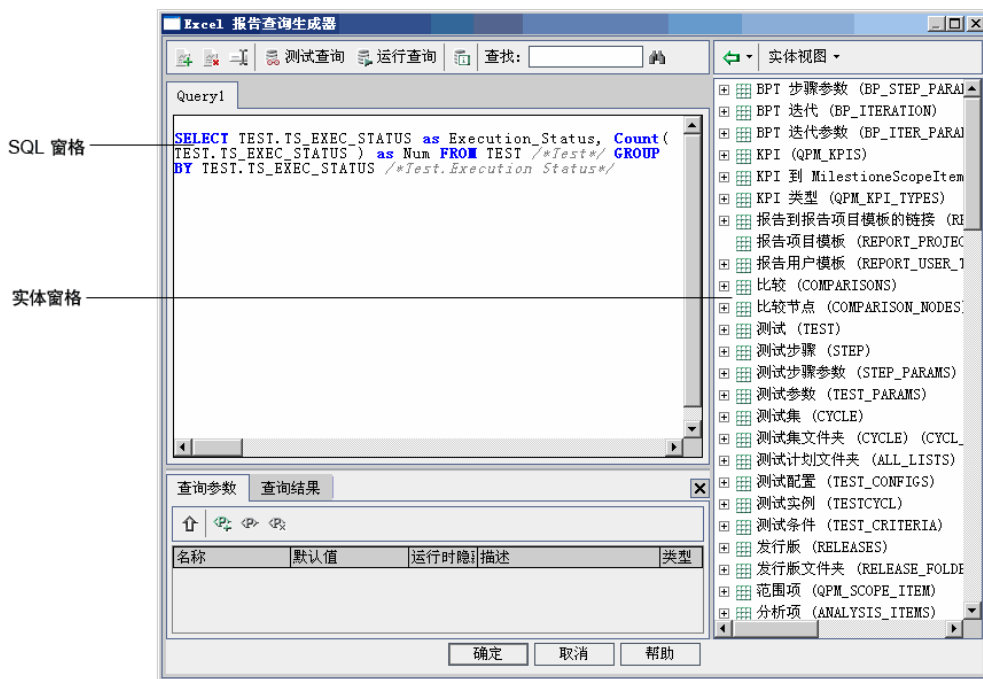 Excel 报告查询生成器
测试查询 运行查询 查找:
实体视图
Query1
SELECT TEST.TS_EXEC_STATUS as Execution_Status, Count(
TEST.TS_EXEC_STATUS ) as Num FROM TEST /*Test*/ GROUP
BY TEST.TS_EXEC_STATUS /*Test.Execution Status*/
SQL 窗格
实体窗格
BPT 步骤参数 (BP_STEP_PARAM
BPT 迭代 (BP_ITERATION)
BPT 迭代参数 (BP_ITER_PARAM
KPI (QPM_KPIS)
KPI 到 MilestioneScopeItem
KPI 类型 (QPM_KPI_TYPES)
报告到报告项目模板的链接 (RE
报告项目模板 (REPORT_PROJEC
报告用户模板 (REPORT_USER_T
比较 (COMPARISONS)
比较节点 (COMPARISON_NODES)
测试 (TEST)
测试步骤 (STEP)
测试步骤参数 (STEP_PARAMS)
测试参数 (TEST_PARAMS)
测试集 (CYCLE)
测试集文件夹 (CYCLE) (CYCL_
测试计划文件夹 (ALL_LISTS)
测试配置 (TEST_CONFIGS)
测试实例 (TESTCYCL)
测试条件 (TEST_CRITERIA)
发行版 (RELEASES)
发行版文件夹 (RELEASE_FOLDE
范围项 (QPM_SCOPE_ITEM)
分析项 (ANALYSIS_ITEMS)
查询参数 查询结果
名称 默认值 运行时隐 描述 类型
确定 取消 帮助